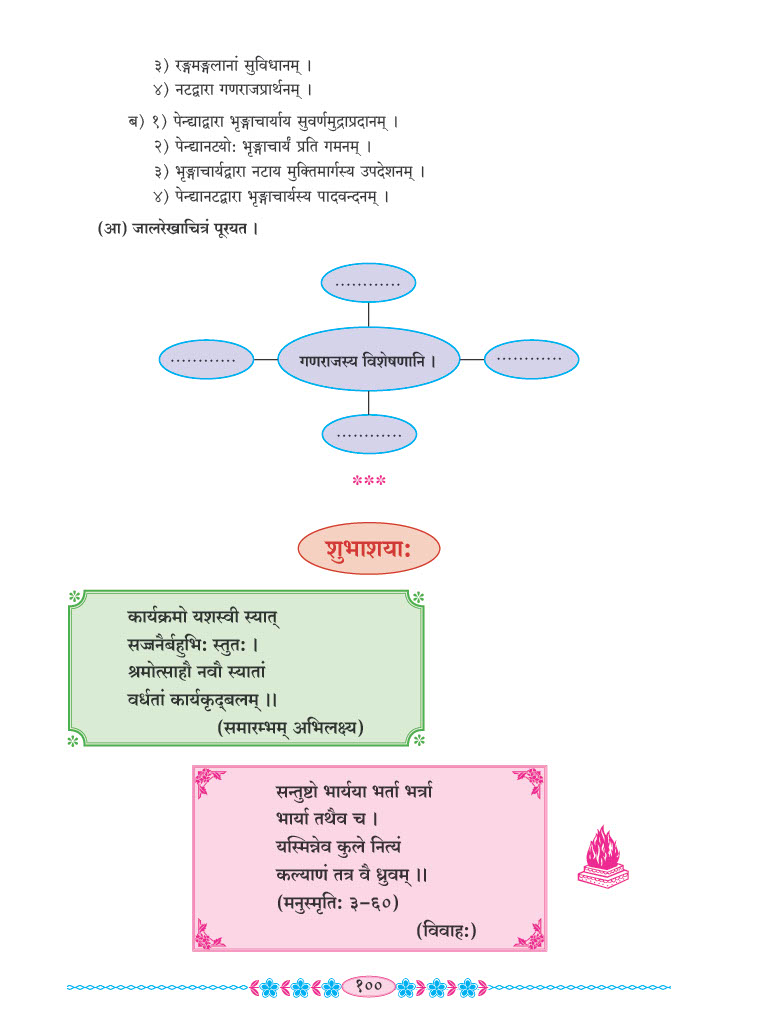 ३) रङ्गमङ्गलानां सुविधानम् ।
४) नटद्वारा गणराजप्रार्थनम् ।
ब) १) पेन्द्याद्वारा भृङ्गाचार्याय सुवर्णमुद्राप्रदानम् ।
२) पेन्द्यानटयोः भृङ्गाचार्यं प्रति गमनम् ।
३) भृङ्गाचार्यद्वारा नटाय मुक्तिमार्गस्य उपदेशनम् ।
४) पेन्द्यानटद्वारा भृङ्गाचार्यस्य पादवन्दनम् ।
(आ) जालरेखाचित्रं पूरयत ।
............
............ गणराजस्य विशेषणानि । ............
............
***
शुभाशयाः
कार्यक्रमो यशस्वी स्यात्
सज्जनैर्बहुभिः स्तुतः ।
श्रमोत्साहौ नवौ स्यातां
वर्धतां कार्यकृद्‌बलम् ।।
(समारम्भम् अभिलक्ष्य)
सन्तुष्टो भार्यया भर्ता भर्त्रा
भार्या तथैव च ।
यस्मिन्नेव कुले नित्यं
कल्याणं तत्र वै ध्रुवम् ।।
(मनुस्मृतिः ३-६०)
(विवाहः)
१००